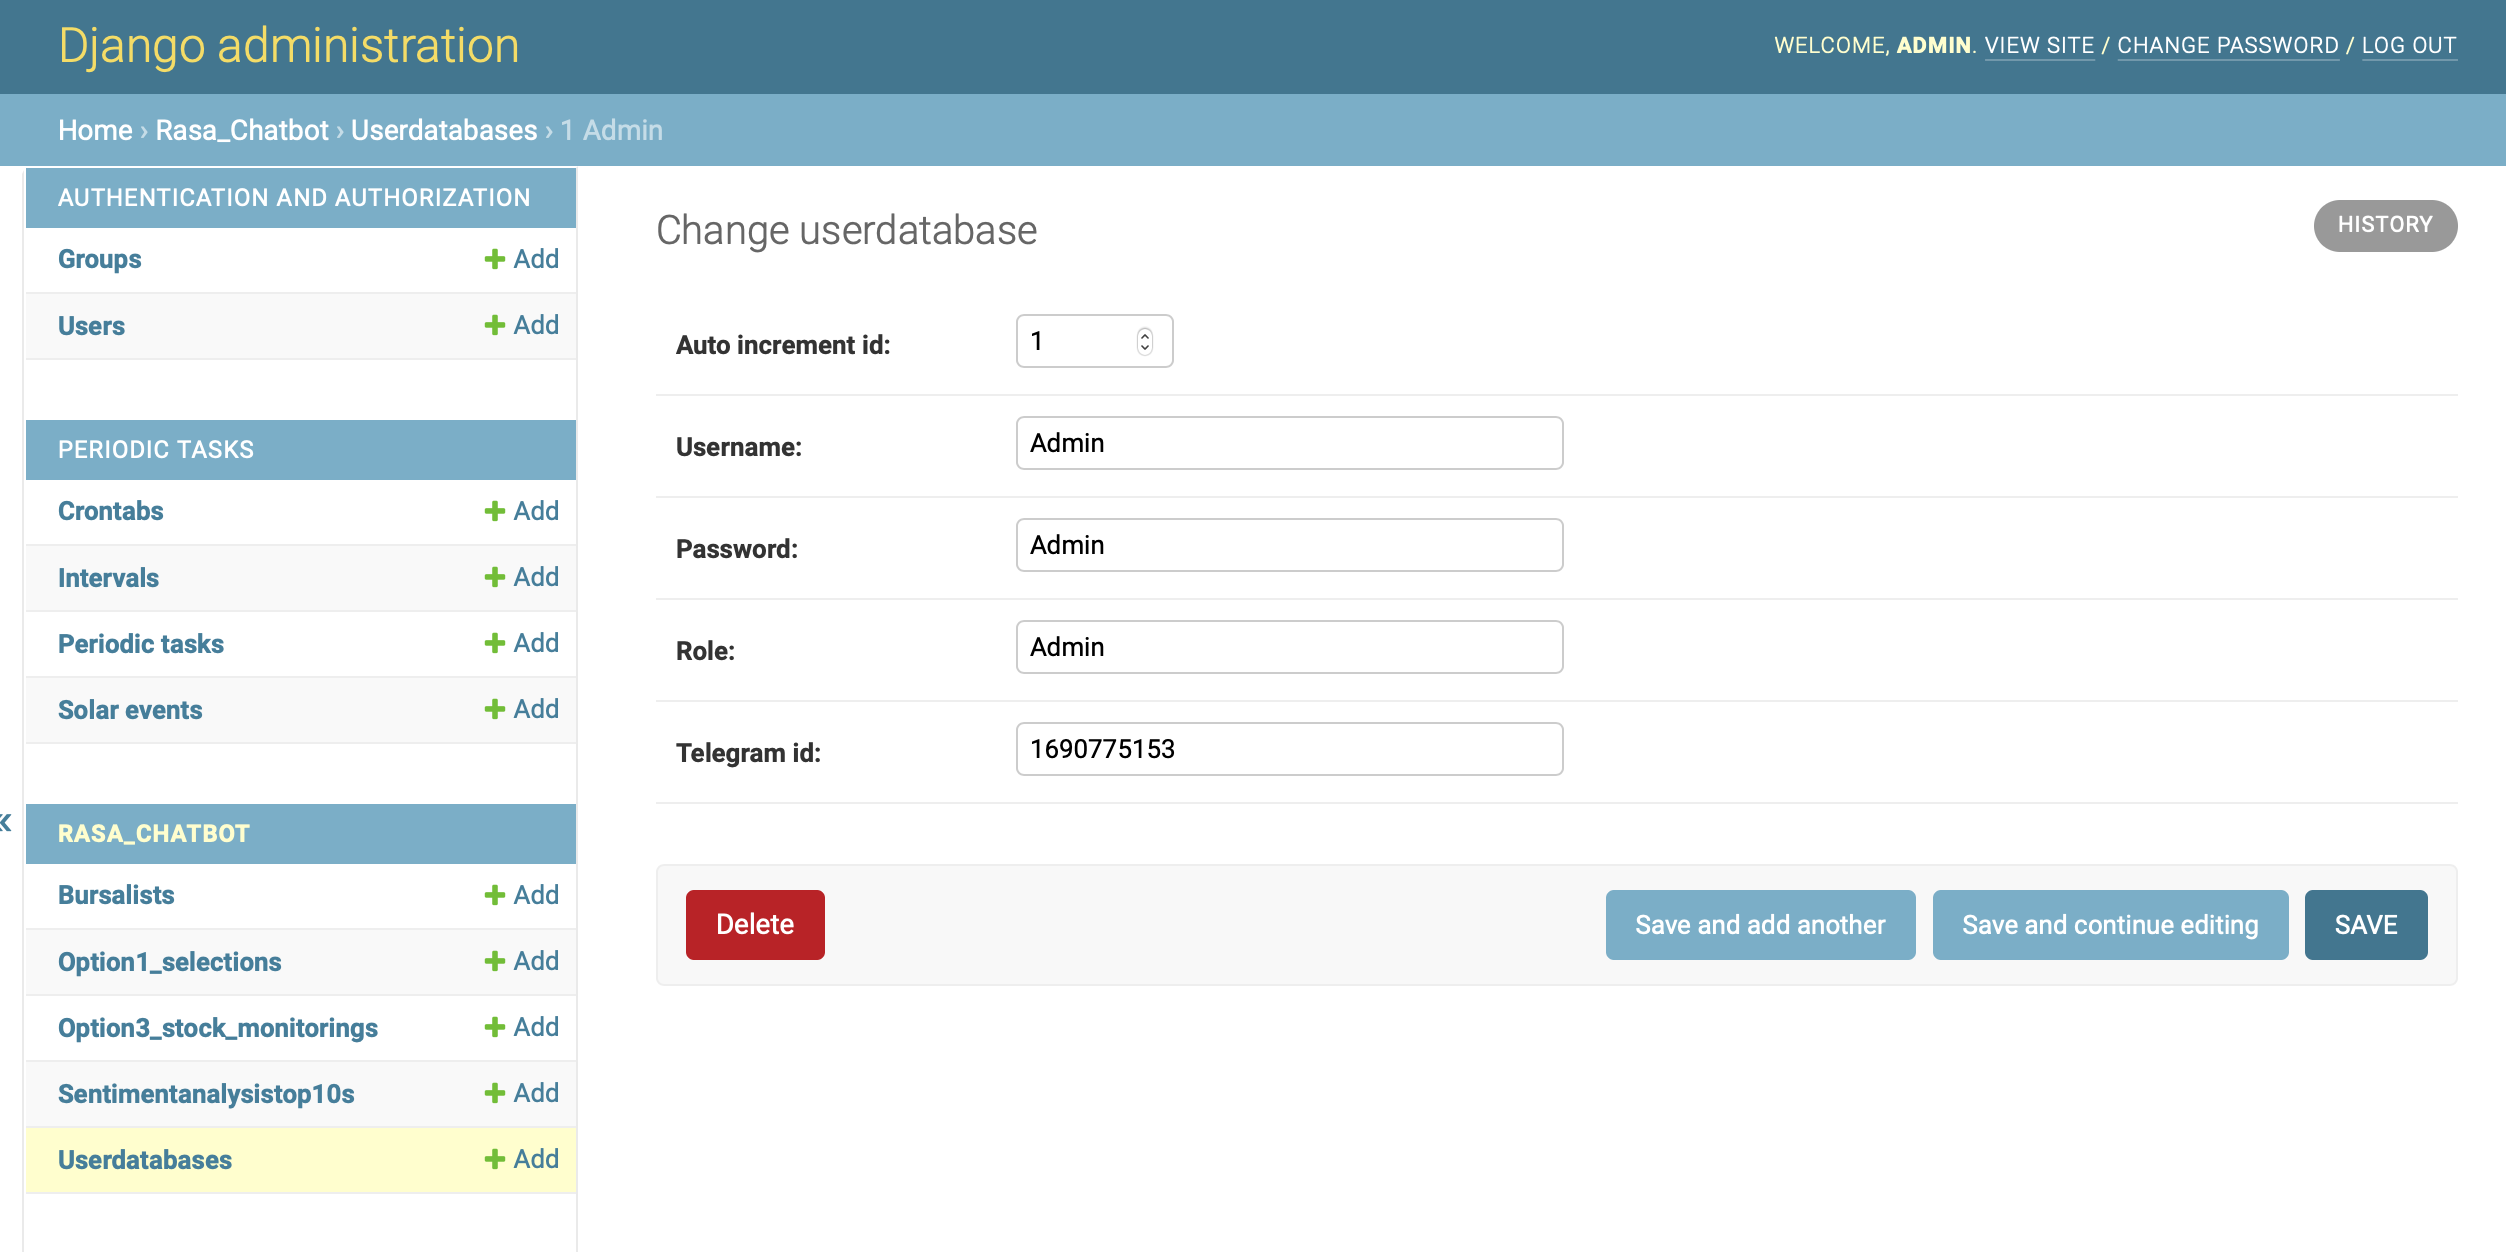 Django administration
WELCOME, ADMIN. VIEW SITE / CHANGE PASSWORD / LOG OUT
Home › Rasa_Chatbot › Userdatabases › 1 Admin
AUTHENTICATION AND AUTHORIZATION
Groups
Add
Users
Add
PERIODIC TASKS
Crontabs
Add
Intervals
Add
Periodic tasks
Add
Solar events
Add
«
RASA_CHATBOT
Bursalists
Add
Option1_selections
Add
Option3_stock_monitorings
Add
Sentimentanalysistop10s
Add
Userdatabases
Add
Change userdatabase
HISTORY
Auto increment id:
1
Username:
Admin
Password:
Admin
Role:
Admin
Telegram id:
1690775153
Delete
Save and add another
Save and continue editing
SAVE